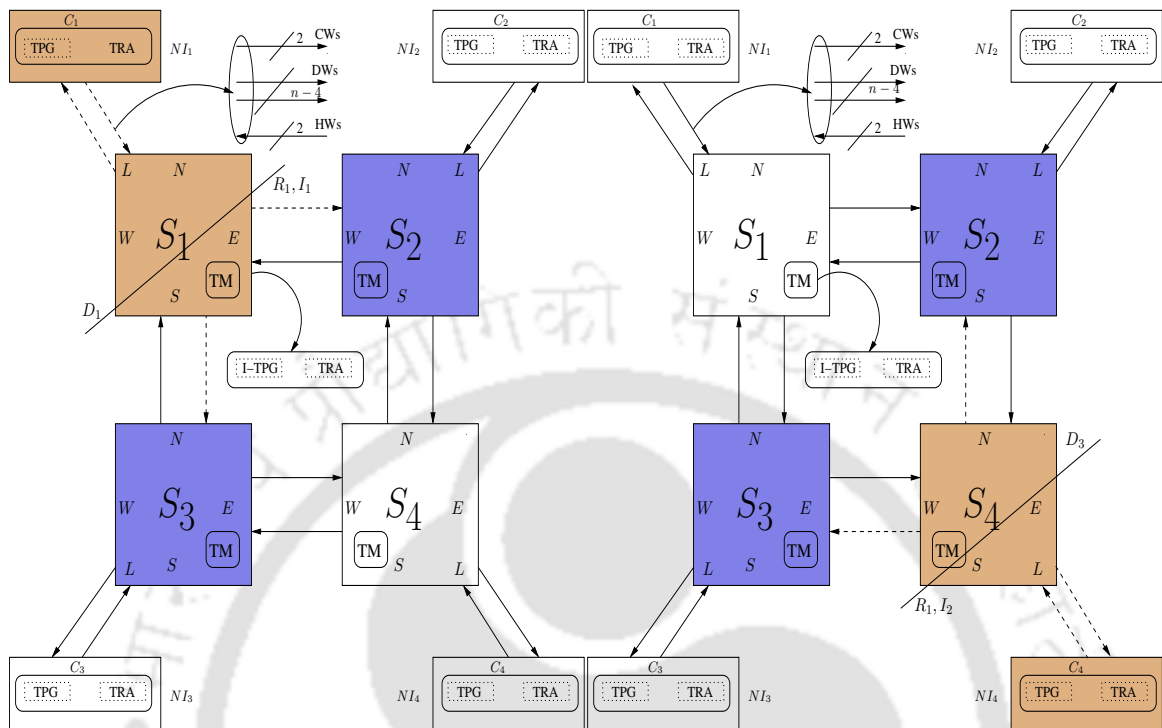 C1
TPG TRA
NI1
2 CWs
DWs
n−4
2 HWs
C2
TPG TRA
NI2
L N
W S1 E
S TM
R1, I1
D1
I−TPG TRA
N L
W S2 E
TM S
N
W S3 E
S TM
L
N
W S4 E
TM S
L
C3
TPG TRA
NI3
C4
TPG TRA
NI4
C1
TPG TRA
NI1
2 CWs
DWs
n−4
2 HWs
C2
TPG TRA
NI2
L N
W S1 E
S TM
I−TPG TRA
N L
W S2 E
TM S
N
W S3 E
S TM
L
N
W S4 E
TM S
L
D3
R1, I2
C3
TPG TRA
NI3
C4
TPG TRA
NI4